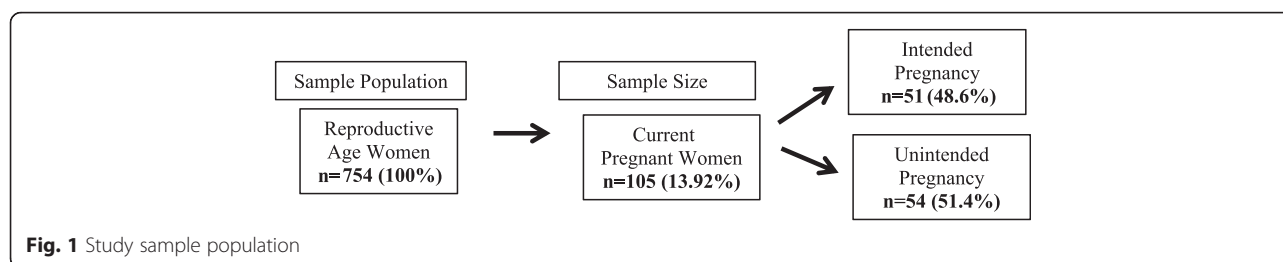 Sample Population
Reproductive
Age Women
n=754 (100%)
Sample Size
Current
Pregnant Women
n=105 (13.92%)
Intended
Pregnancy
n=51 (48.6%)
Unintended
Pregnancy
n=54 (51.4%)
Fig. 1 Study sample population